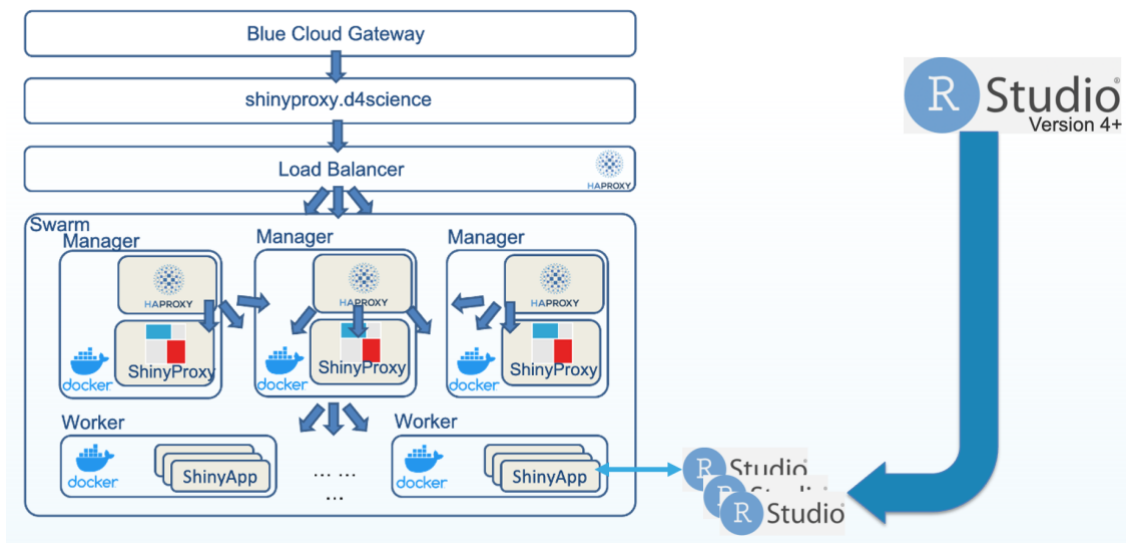 Blue Cloud Gateway
shinyproxy.d4science
Load Balancer
HAPROXY
R Studio®
Version 4+
Swarm
Manager
Manager
Manager
HAPROXY
HAPROXY
HAPROXY
ShinyProxy
ShinyProxy
ShinyProxy
docker
docker
docker
Worker
Worker
docker
ShinyApp
... ...
...
docker
ShinyApp
R Studio
R Studio
R Studio